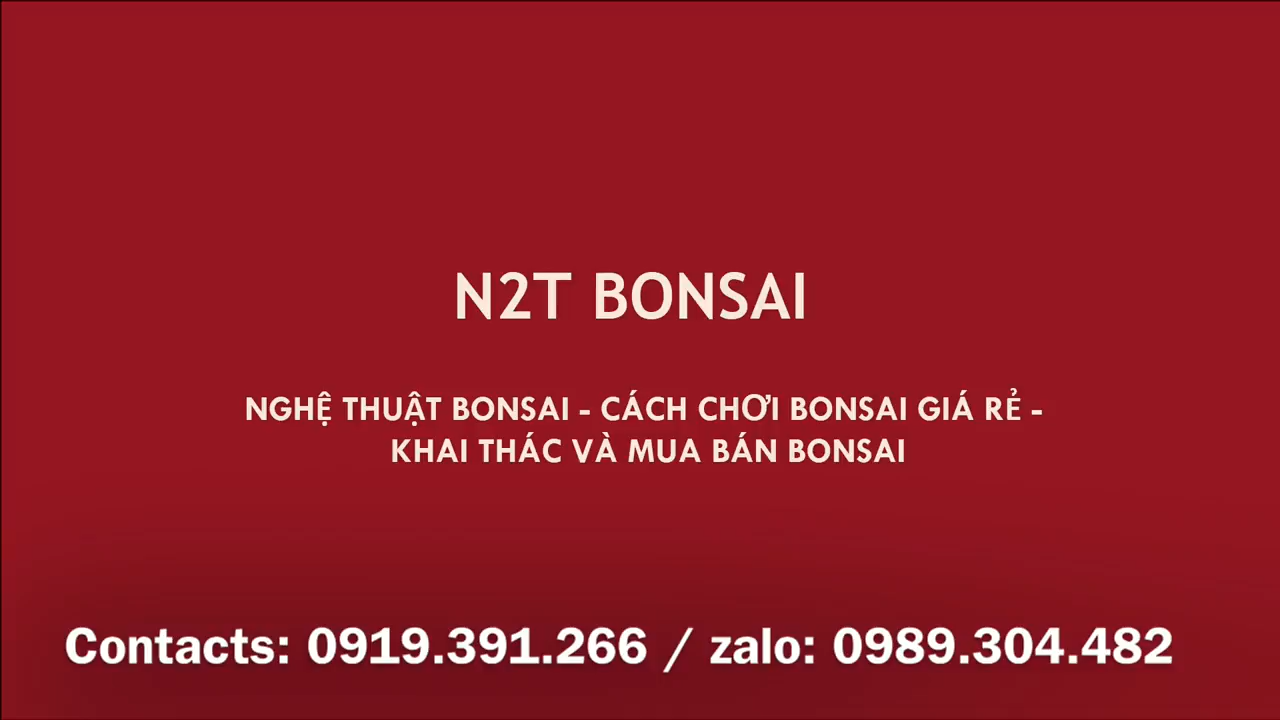 N2T BONSAI
NGHỆ THUẬT BONSAI - CÁCH CHƠI BONSAI GIÁ RẺ -
KHAI THÁC VÀ MUA BÁN BONSAI
Contacts: 0919.391.266 / zalo: 0989.304.482